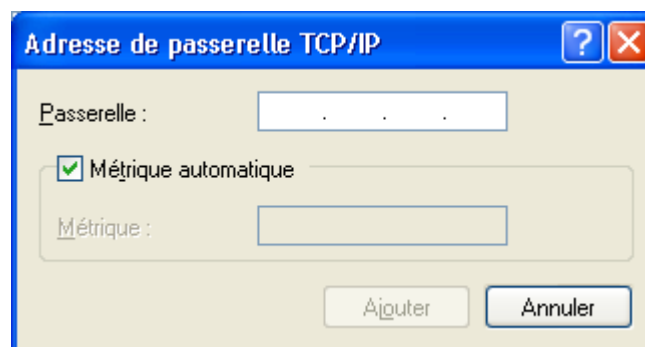 Adresse de passerelle TCP/IP
Passerelle : . . .
Métrique automatique
Métrique :
Ajouter Annuler